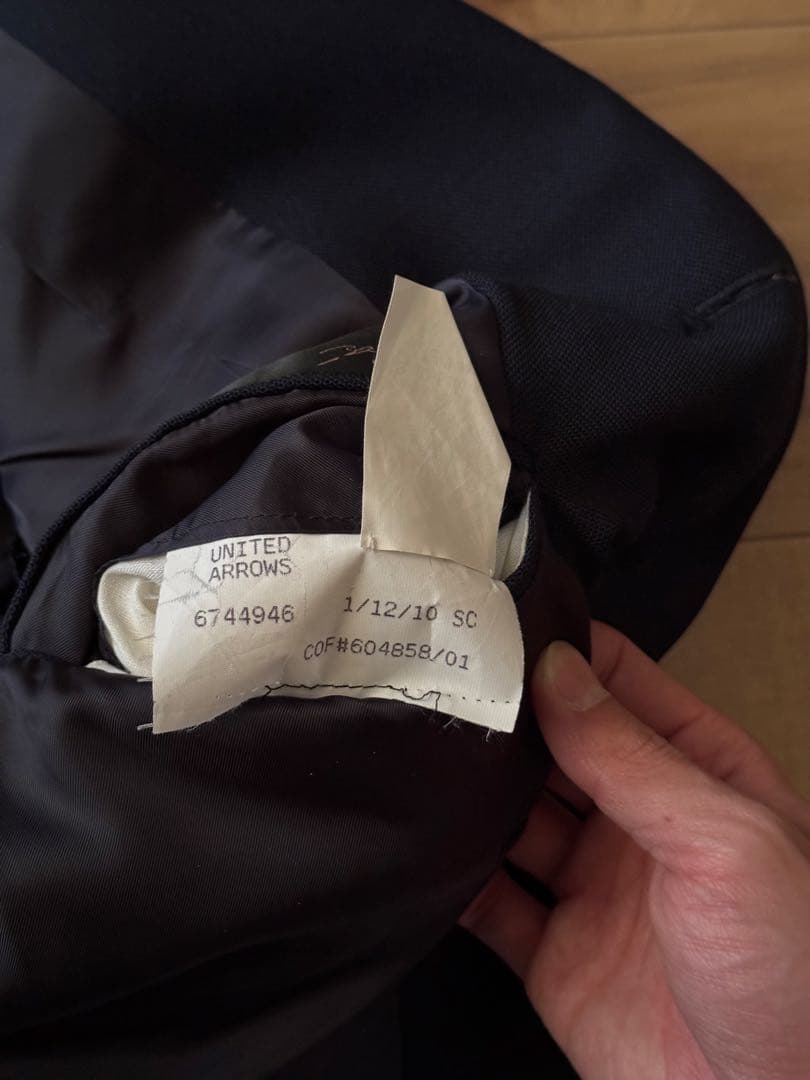 UNITED
ARROWS
6744946 1/12/10 SC
COF#604858/01